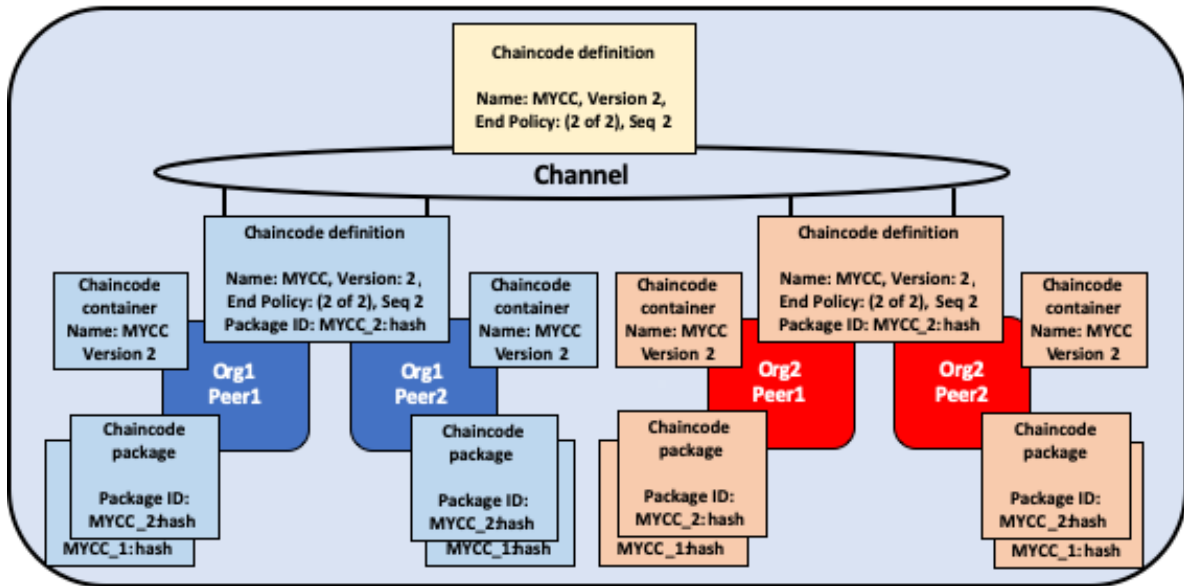 Chaincode definition
Name: MYCC, Version 2,
End Policy: (2 of 2), Seq 2
Channel
Chaincode definition
Name: MYCC, Version: 2,
End Policy: (2 of 2), Seq 2
Package ID: MYCC_2:hash
Chaincode definition
Name: MYCC, Version: 2,
End Policy: (2 of 2), Seq 2
Package ID: MYCC_2:hash
Chaincode
container
Name: MYCC
Version 2
Chaincode
container
Name: MYCC
Version 2
Chaincode
container
Name: MYCC
Version 2
Chaincode
container
Name: MYCC
Version 2
Org1
Peer1
Org1
Peer2
Org2
Peer1
Org2
Peer2
Chaincode
package
Package ID:
MYCC_2:hash
MYCC_1:hash
Chaincode
package
Package ID:
MYCC_2:hash
MYCC_1:hash
Chaincode
package
Package ID:
MYCC_2:hash
MYCC_1:hash
Chaincode
package
Package ID:
MYCC_2:hash
MYCC_1:hash